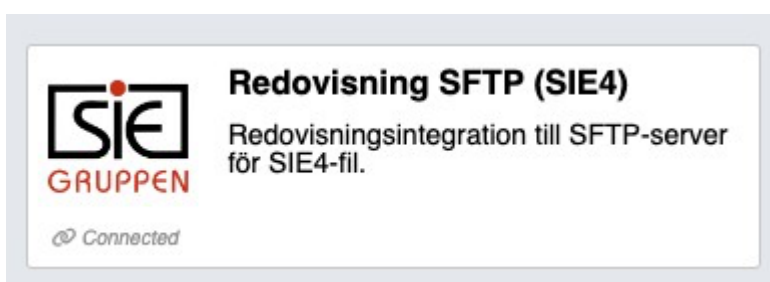 Redovisning SFTP (SIE4)
SIE
GRUPPEN
Redovisningsintegration till SFTP-server
för SIE4-fil.
Connected